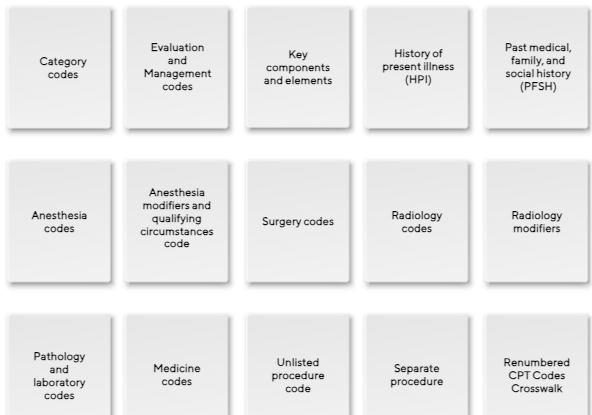 Category
codes
Evaluation
and
Management
codes
Key
components
and elements
History of
present illness
(HPI)
Past medical,
family, and
social history
(PFSH)
Anesthesia
codes
Anesthesia
modifiers and
qualifying
circumstances
code
Surgery codes
Radiology
codes
Radiology
modifiers
Pathology
and
laboratory
codes
Medicine
codes
Unlisted
procedure
code
Separate
procedure
Renumbered
CPT Codes
Crosswalk